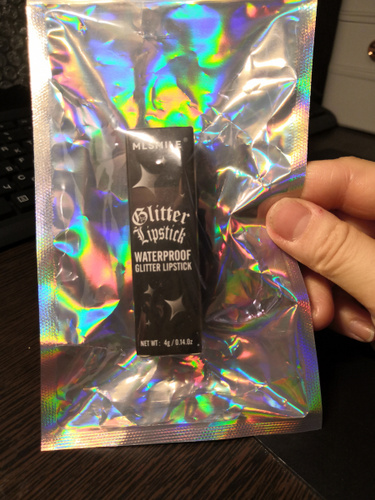 MLSMILE
Glitter
Lipstick
WATERPROOF
GLITTER LIPSTICK
NET WT: 4g / 0.14.Oz